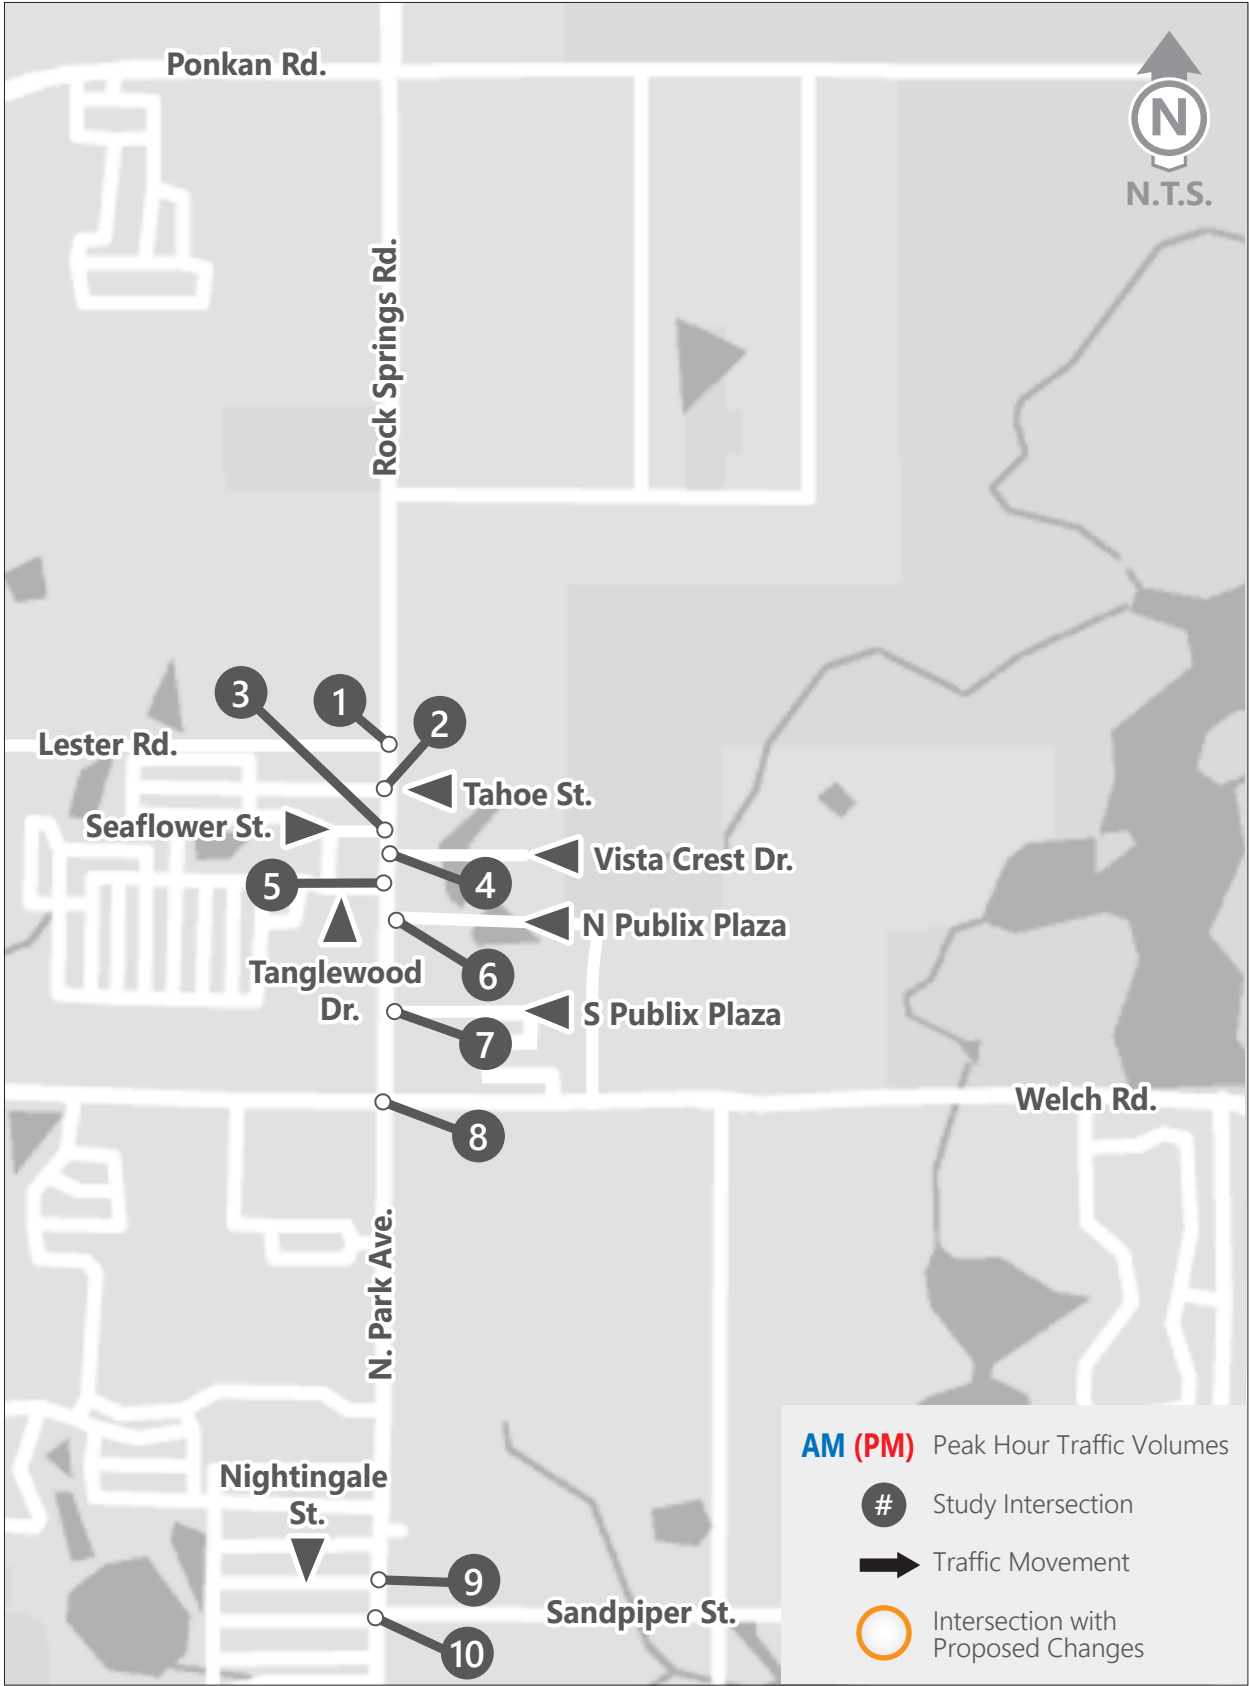 Ponkan Rd.
N
N.T.S.
Rock Springs Rd.
3
1
2
Lester Rd.
Tahoe St.
Seaflower St.
Vista Crest Dr.
5
4
N Publix Plaza
Tanglewood
Dr.
6
S Publix Plaza
7
Welch Rd.
8
N. Park Ave.
Nightingale
St.
9
Sandpiper St.
10
AM (PM) Peak Hour Traffic Volumes
# Study Intersection
Traffic Movement
Intersection with
Proposed Changes